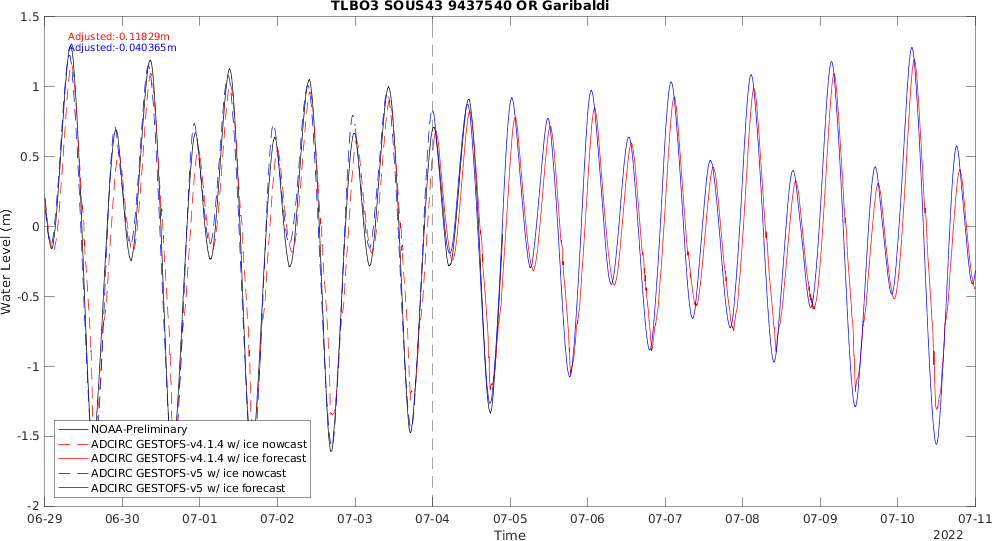 TLBO3 SOUS43 9437540 OR Garibaldi
Adjusted:-0.11829m
Adjusted:-0.040365m
1.5
1
0.5
0
-0.5
-1
-1.5
-2
Water Level (m)
NOAA-Preliminary
ADCIRC GESTOFS-v4.1.4 w/ ice nowcast
ADCIRC GESTOFS-v4.1.4 w/ ice forecast
ADCIRC GESTOFS-v5 w/ ice nowcast
ADCIRC GESTOFS-v5 w/ ice forecast
06-29 06-30 07-01 07-02 07-03 07-04 07-05 07-06 07-07 07-08 07-09 07-10 07-11
Time
2022